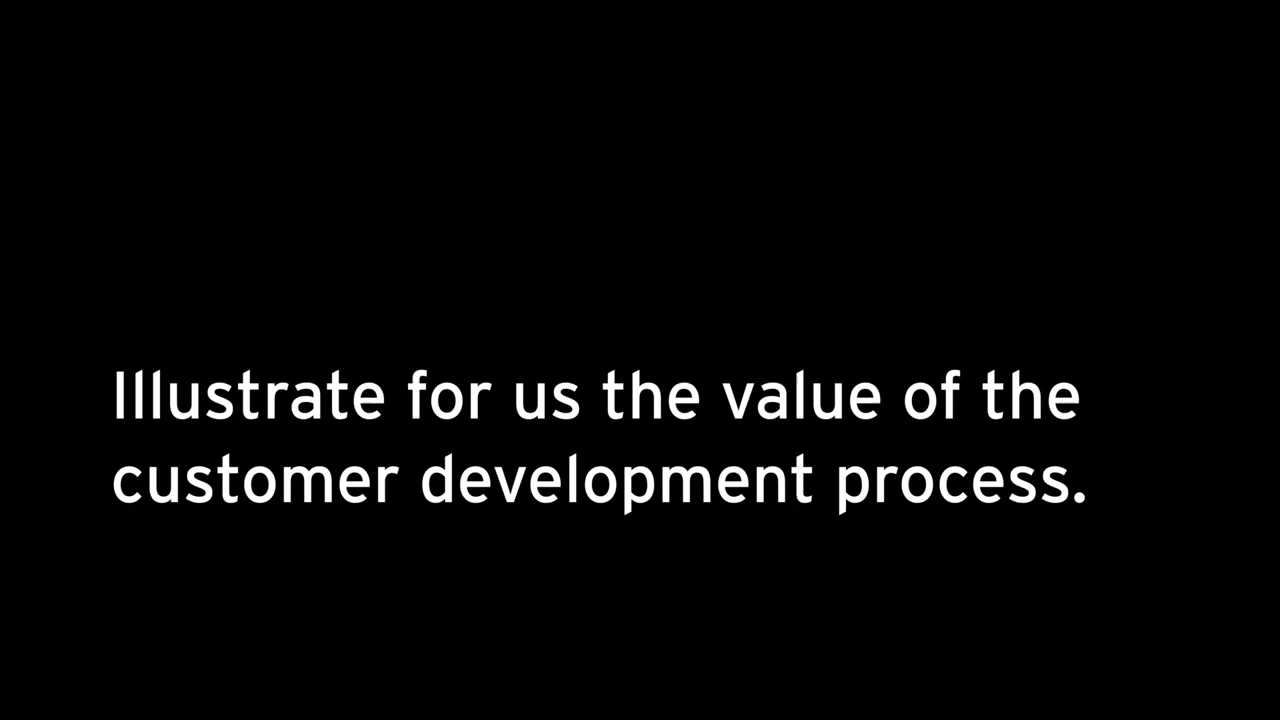 Illustrate for us the value of the
customer development process.